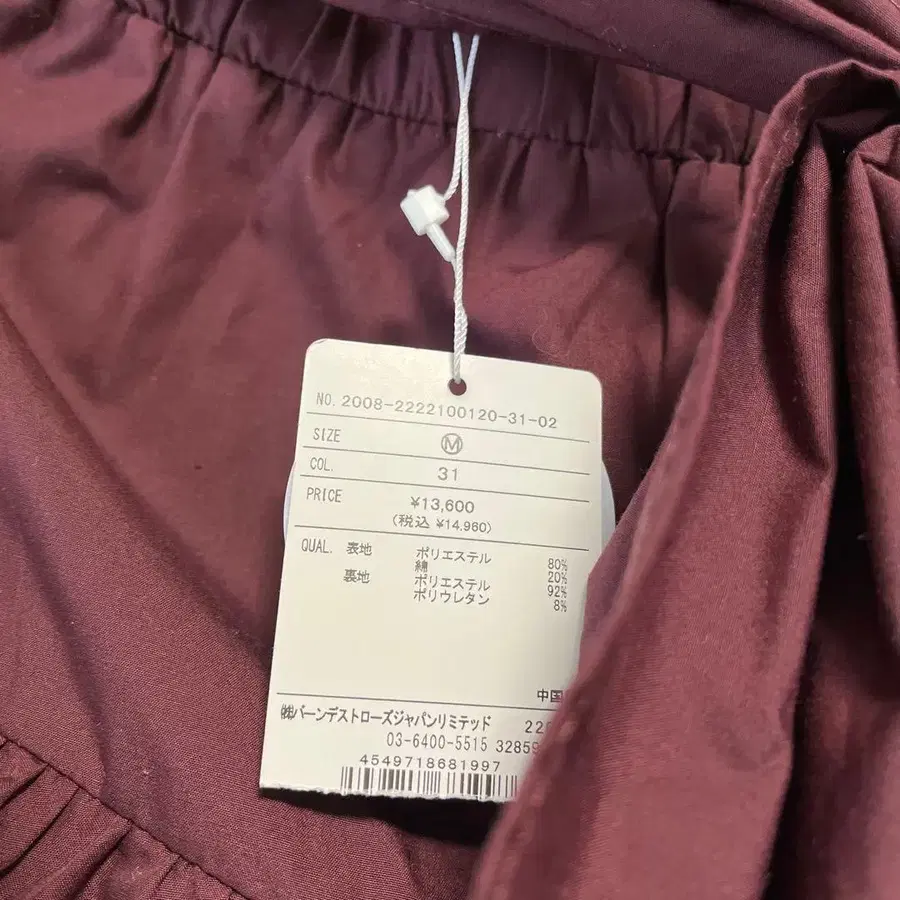 NO. 2008-2222100120-31-02
SIZE Ⓜ
COL. 31
PRICE ¥13,600
(税込 ¥14,960)
QUAL. 表地 ポリエステル 80%
綿 20%
裏地 ポリエステル 92%
ポリウレタン 8%
中国
㈱バーンデストローズジャパンリミテッド
03-6400-5515
4549718681997